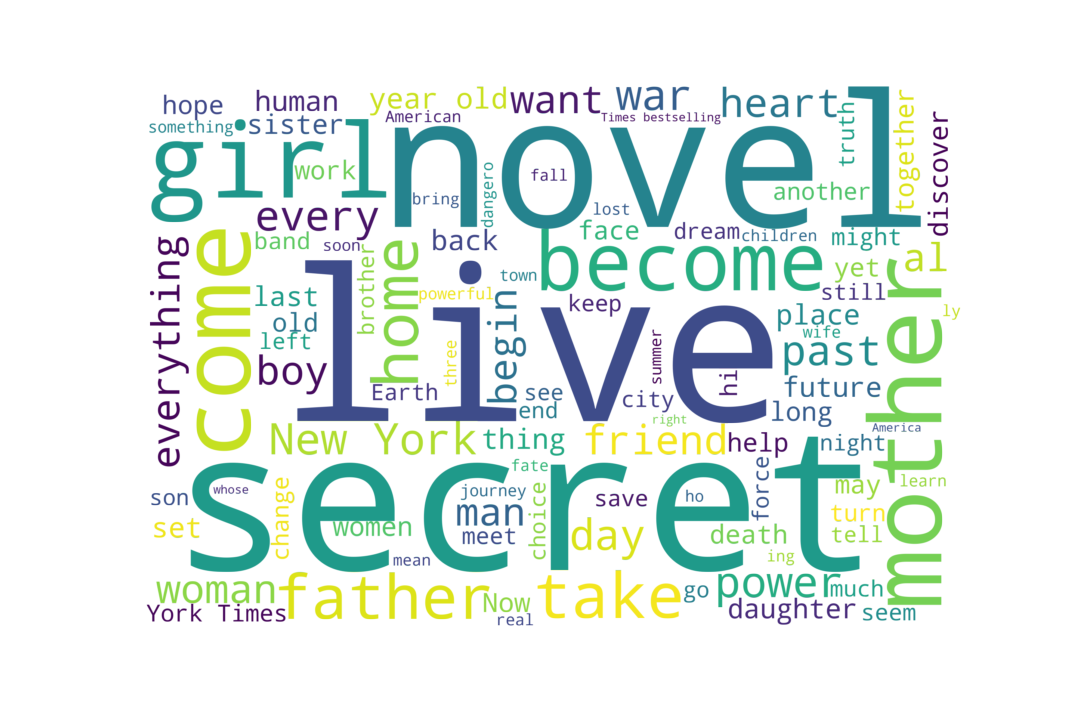 hope
human
year old
want
war
heart
something
sister
American
Times bestselling
truth
together
discover
girl
novel
work
dangero
fall
another
every
bring
lost
band
soon
back
face
dream
children
might
become
everything
come
brother
home
town
yet
al
last
powerful
keep
still
ly
old
live
begin
place
wife
left
three
summer
past
boy
Earth
see
city
hi
future
mother
end
right
long
New York
thing
friend
help
night
America
secret
fate
son
whose
change
journey
choice
save
ho
force
may
learn
set
women
man
meet
day
death
turn
tell
mean
ing
woman
father
take
go
power
much
York Times
Now
real
daughter
seem